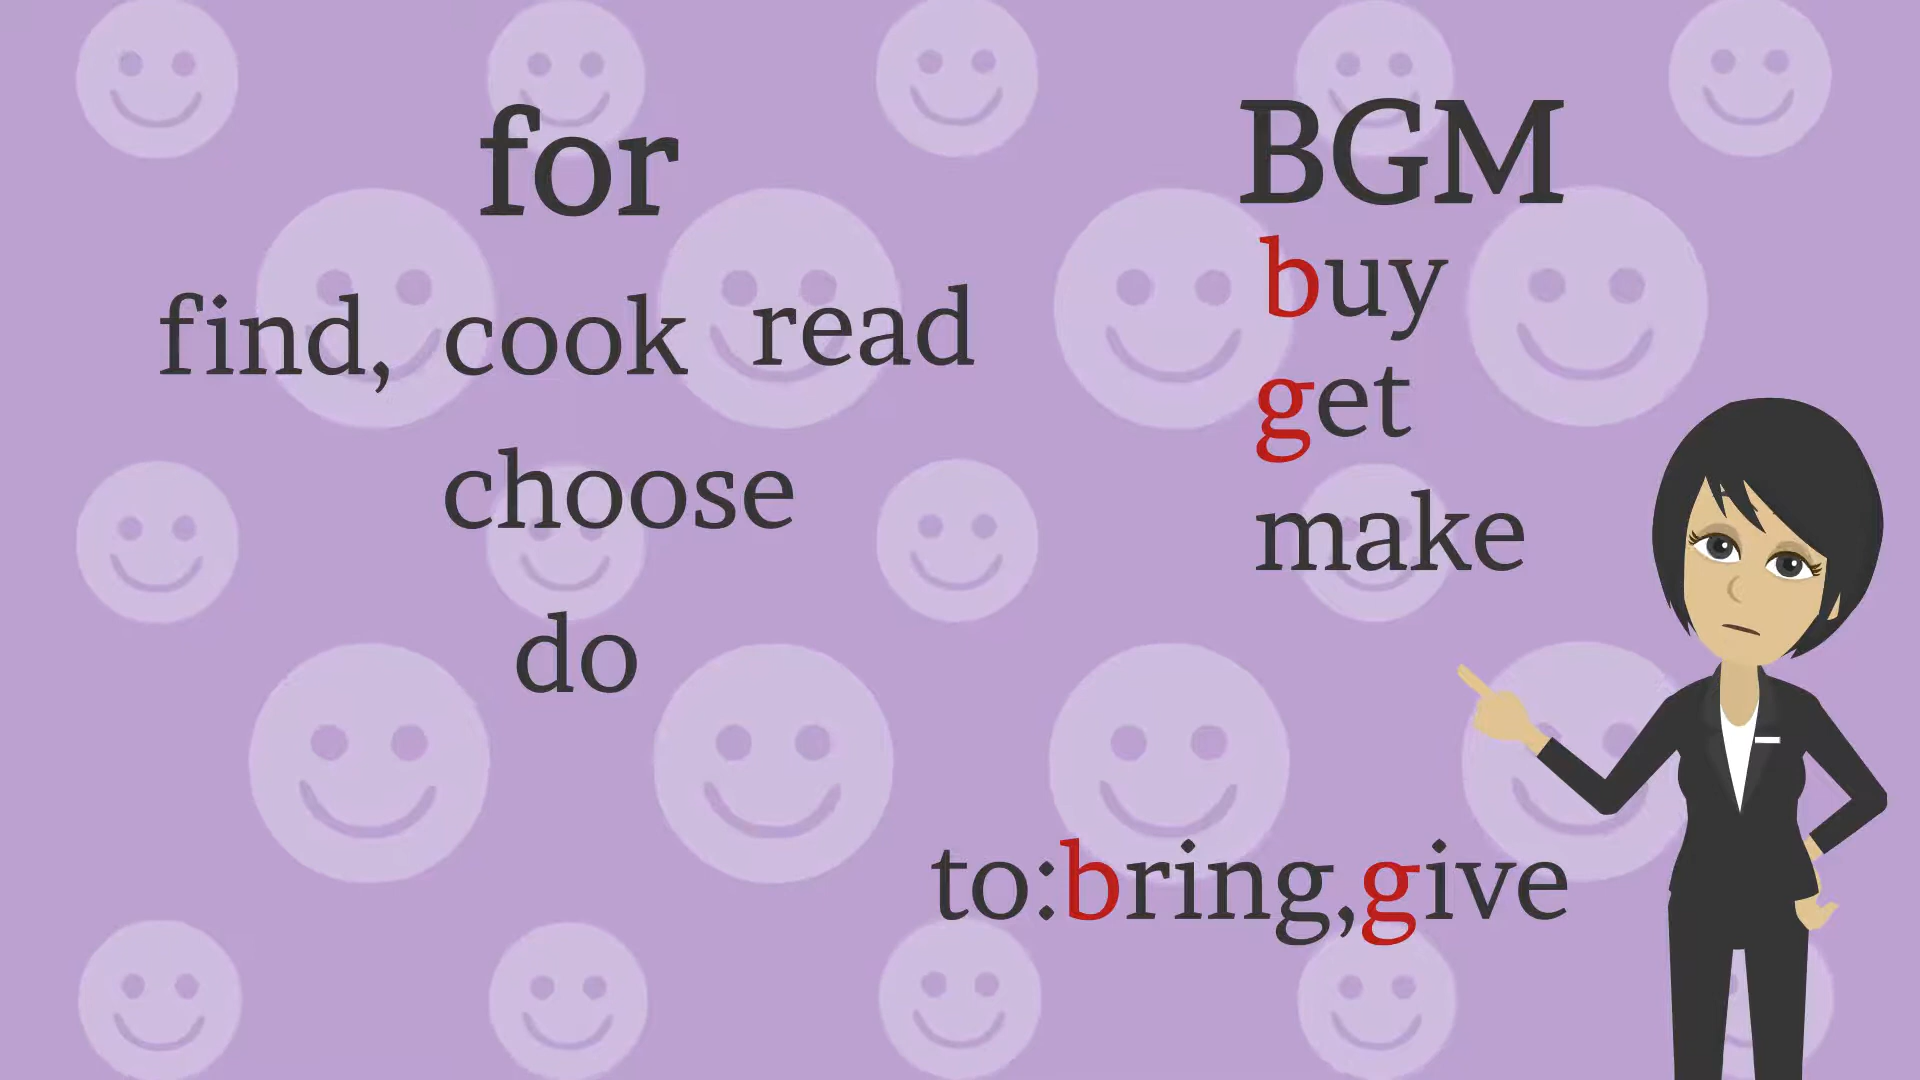 for
find, cook read
choose
do
BGM
buy
get
make
to:bring,give